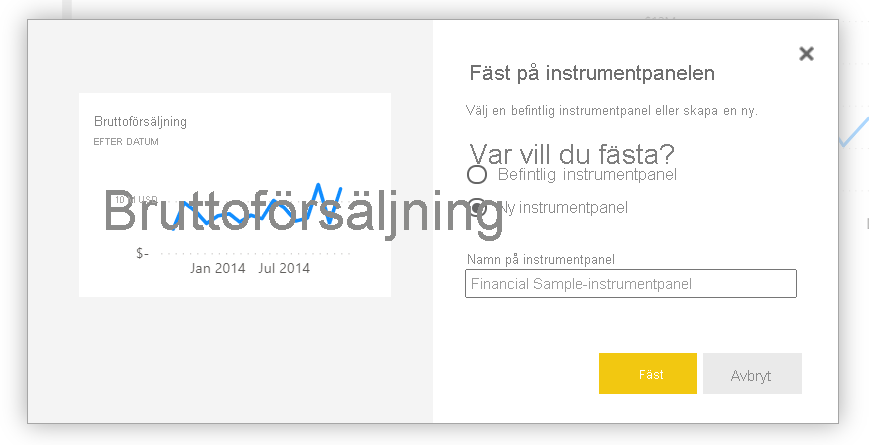 Fäst på instrumentpanelen
Välj en befintlig instrumentpanel eller skapa en ny.
Bruttoförsäljning
EFTER DATUM
Var vill du fästa?
Befintlig instrumentpanel
10 M USD
Bruttoförsäljning
Ny instrumentpanel
$-
Jan 2014 Jul 2014
Namn på instrumentpanel
Financial Sample-instrumentpanel
Fäst
Avbryt